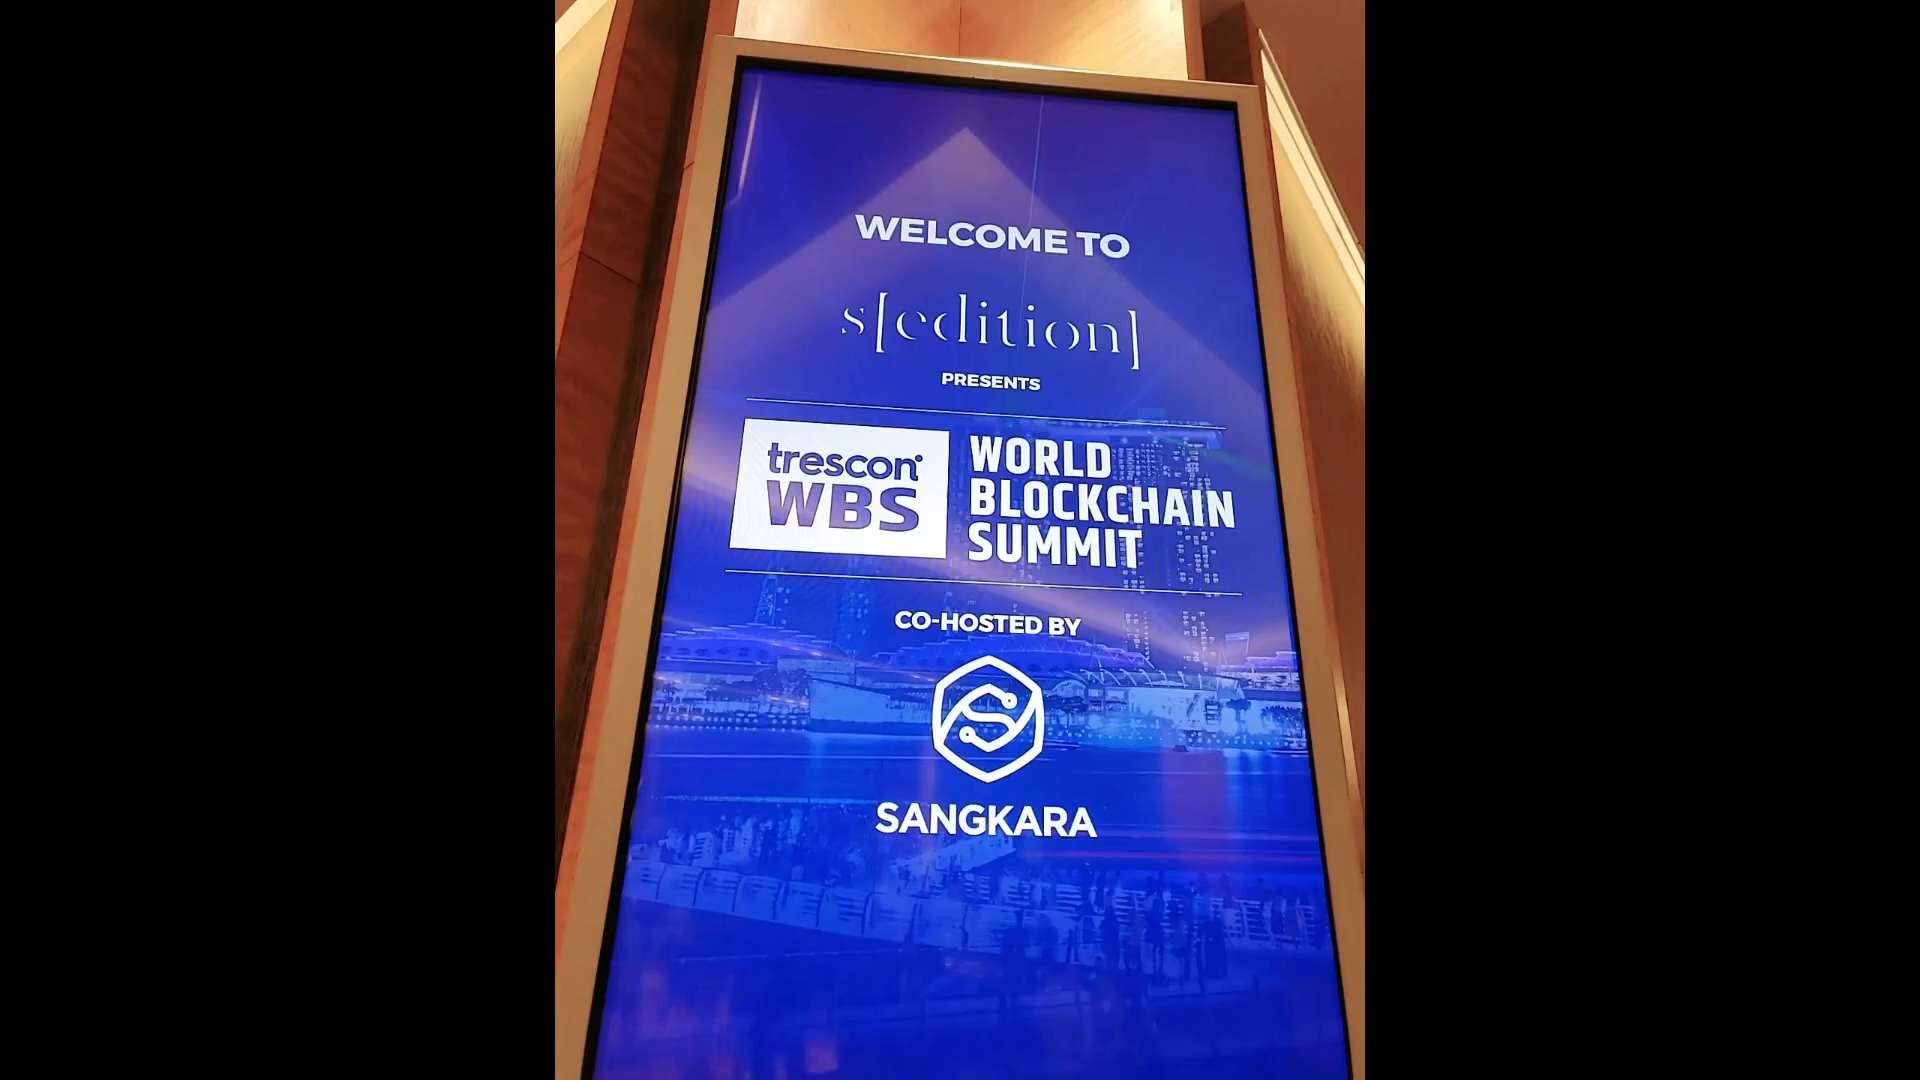 WELCOME TO
s[edition]
PRESENTS
trescon
WBS
WORLD
BLOCKCHAIN
SUMMIT
CO-HOSTED BY
SANGKARA